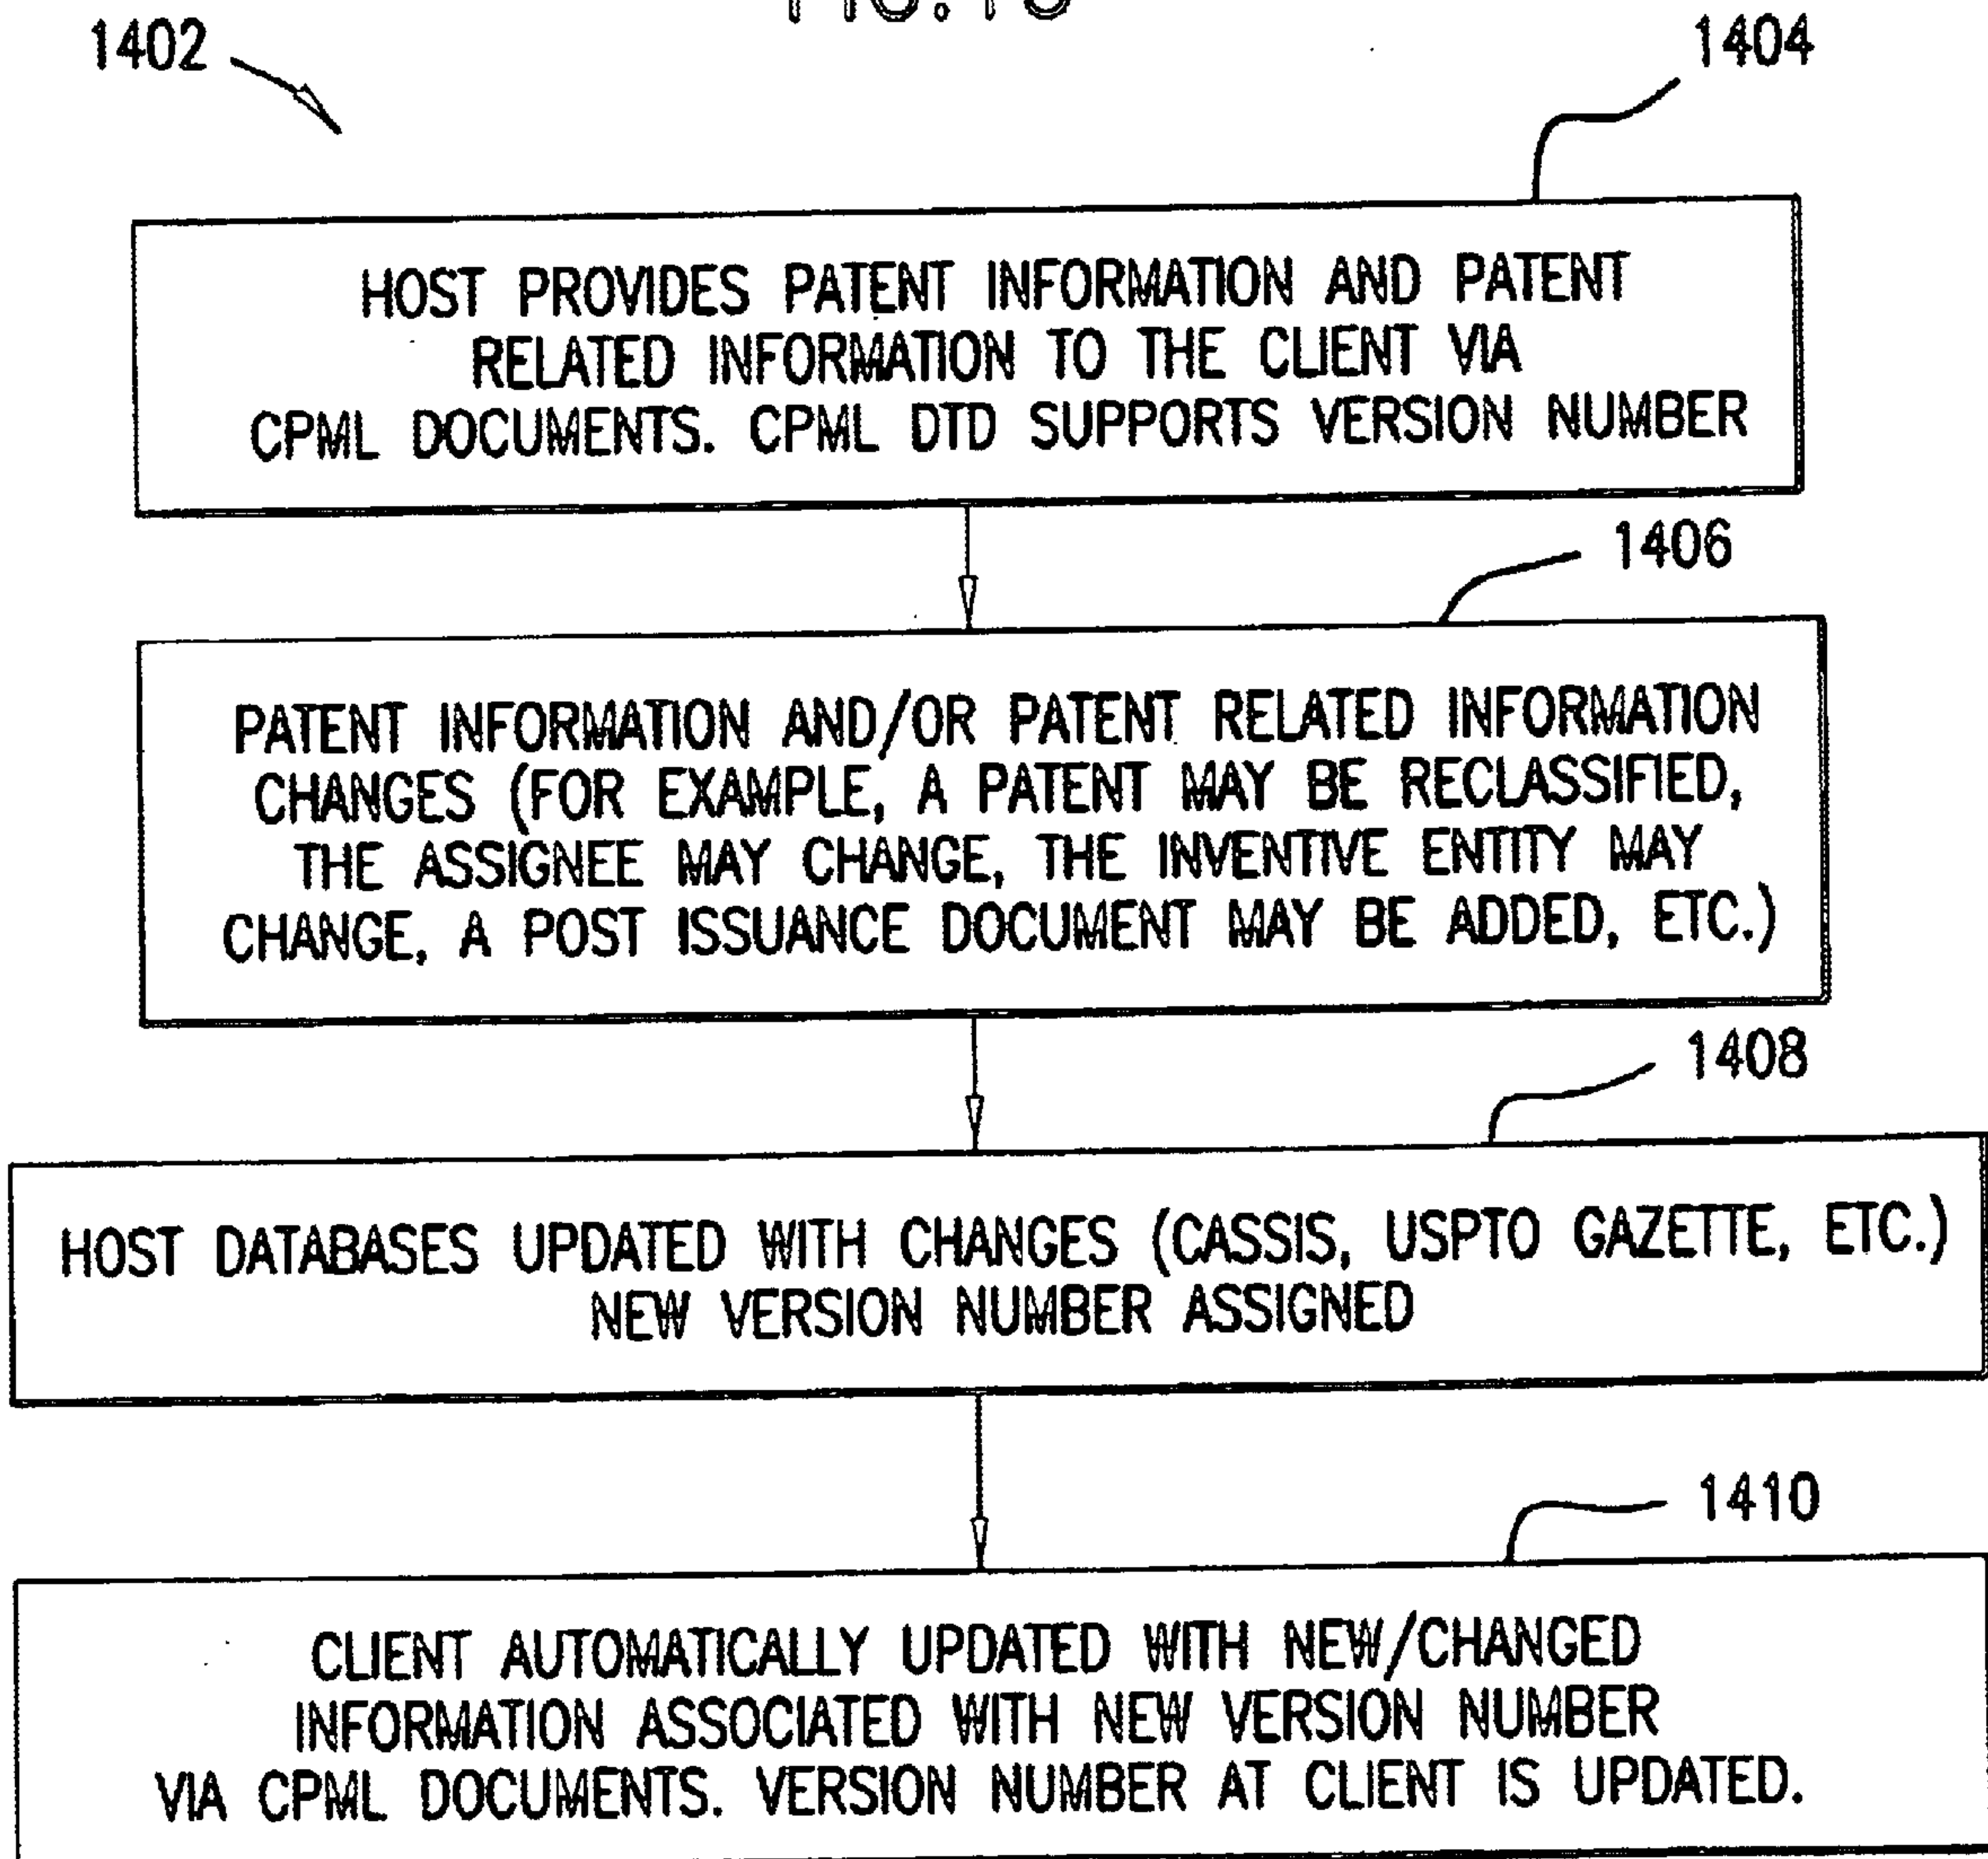 1402
1404
HOST PROVIDES PATENT INFORMATION AND PATENT
RELATED INFORMATION TO THE CLIENT VIA
CPML DOCUMENTS. CPML DTD SUPPORTS VERSION NUMBER
1406
PATENT INFORMATION AND/OR PATENT RELATED INFORMATION
CHANGES (FOR EXAMPLE, A PATENT MAY BE RECLASSIFIED,
THE ASSIGNEE MAY CHANGE, THE INVENTIVE ENTITY MAY
CHANGE, A POST ISSUANCE DOCUMENT MAY BE ADDED, ETC.)
1408
HOST DATABASES UPDATED WITH CHANGES (CASSIS, USPTO GAZETTE, ETC.)
NEW VERSION NUMBER ASSIGNED
1410
CLIENT AUTOMATICALLY UPDATED WITH NEW/CHANGED
INFORMATION ASSOCIATED WITH NEW VERSION NUMBER
VIA CPML DOCUMENTS. VERSION NUMBER AT CLIENT IS UPDATED.